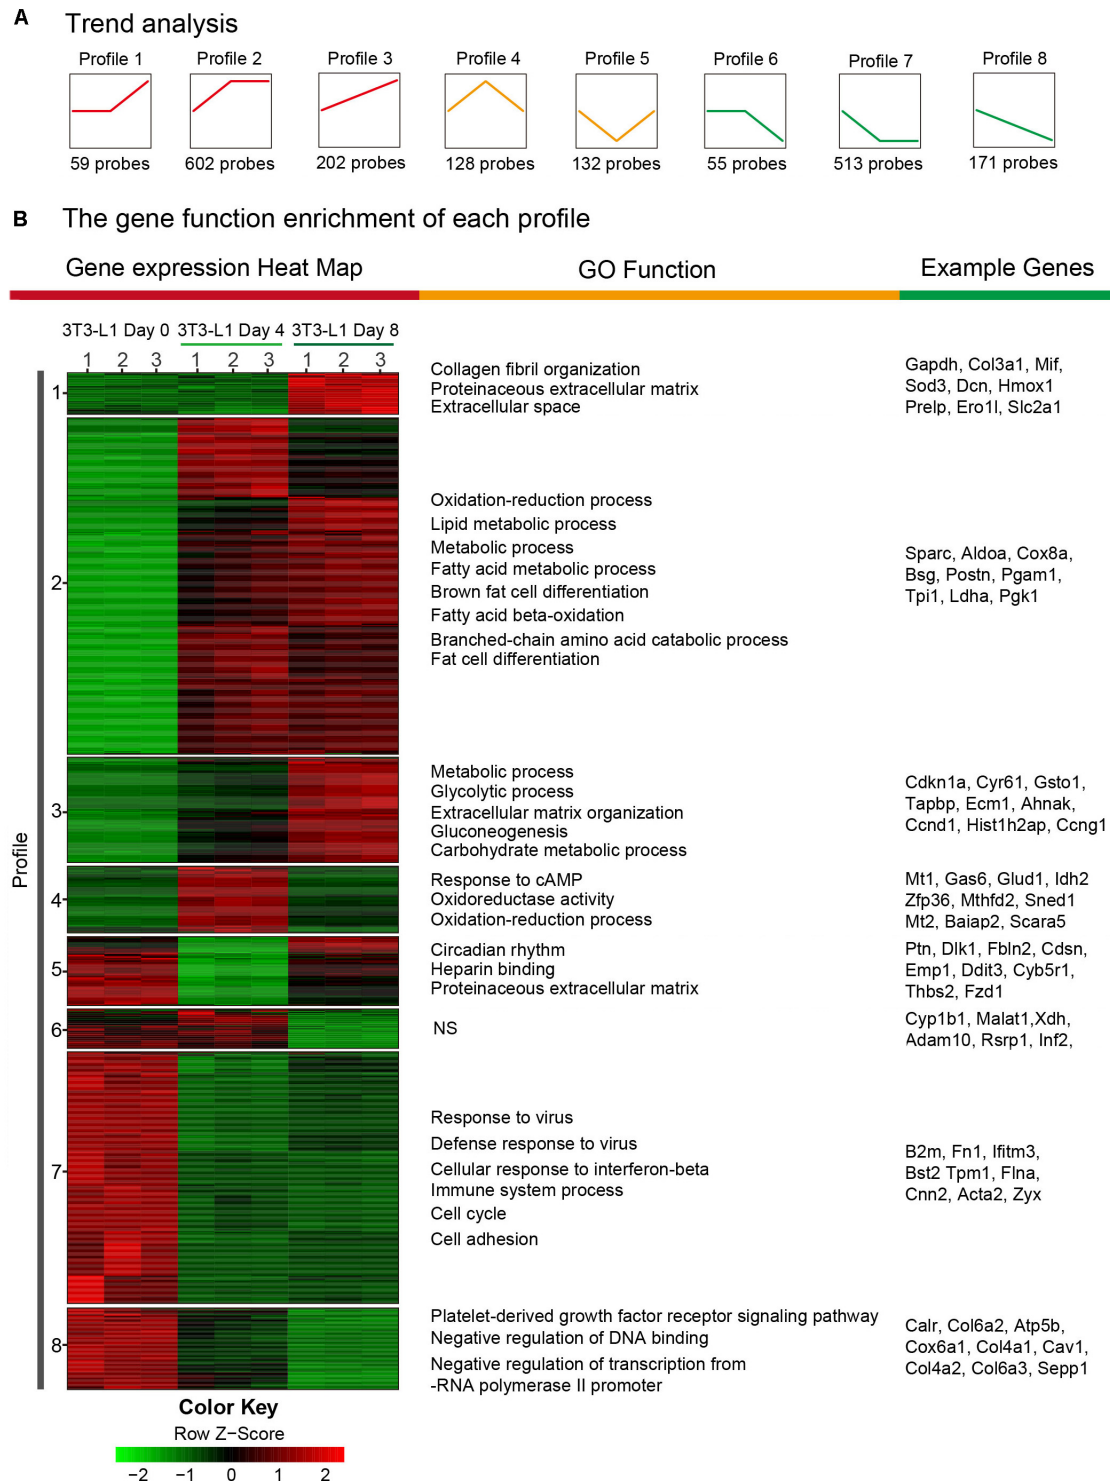 A Trend analysis
Profile 1 Profile 2 Profile 3 Profile 4 Profile 5 Profile 6 Profile 7 Profile 8
59 probes 602 probes 202 probes 128 probes 132 probes 55 probes 513 probes 171 probes
B The gene function enrichment of each profile
Gene expression Heat Map GO Function Example Genes
3T3-L1 Day 0 3T3-L1 Day 4 3T3-L1 Day 8
1 2 3 1 2 3 1 2 3
Profile
1
Collagen fibril organization
Proteinaceous extracellular matrix
Extracellular space
Gapdh, Col3a1, Mif,
Sod3, Dcn, Hmox1
Prelp, Ero1l, Slc2a1
2
Oxidation-reduction process
Lipid metabolic process
Metabolic process
Fatty acid metabolic process
Brown fat cell differentiation
Fatty acid beta-oxidation
Branched-chain amino acid catabolic process
Fat cell differentiation
Sparc, Aldoa, Cox8a,
Bsg, Postn, Pgam1,
Tpi1, Ldha, Pgk1
3
Metabolic process
Glycolytic process
Extracellular matrix organization
Gluconeogenesis
Carbohydrate metabolic process
Cdkn1a, Cyr61, Gsto1,
Tapbp, Ecm1, Ahnak,
Ccnd1, Hist1h2ap, Ccng1
4
Response to cAMP
Oxidoreductase activity
Oxidation-reduction process
Mt1, Gas6, Glud1, Idh2
Zfp36, Mthfd2, Sned1
Mt2, Baiap2, Scara5
5
Circadian rhythm
Heparin binding
Proteinaceous extracellular matrix
Ptn, Dlk1, Fbln2, Cdsn,
Emp1, Ddit3, Cyb5r1,
Thbs2, Fzd1
6
NS
Cyp1b1, Malat1,Xdh,
Adam10, Rsrp1, Inf2,
7
Response to virus
Defense response to virus
Cellular response to interferon-beta
Immune system process
Cell cycle
Cell adhesion
B2m, Fn1, Ifitm3,
Bst2 Tpm1, Flna,
Cnn2, Acta2, Zyx
8
Platelet-derived growth factor receptor signaling pathway
Negative regulation of DNA binding
Negative regulation of transcription from
-RNA polymerase II promoter
Calr, Col6a2, Atp5b,
Cox6a1, Col4a1, Cav1,
Col4a2, Col6a3, Sepp1
Color Key
Row Z−Score
−2 −1 0 1 2